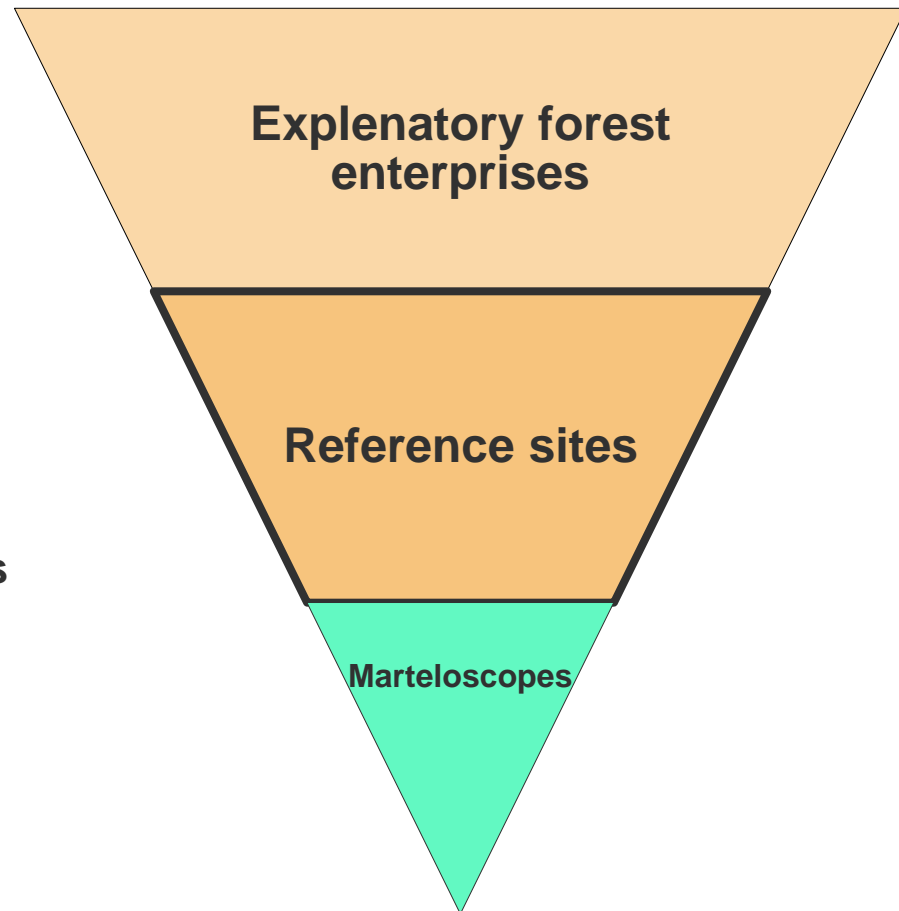 Explenatory forest
enterprises
Reference sites
s
Marteloscopes